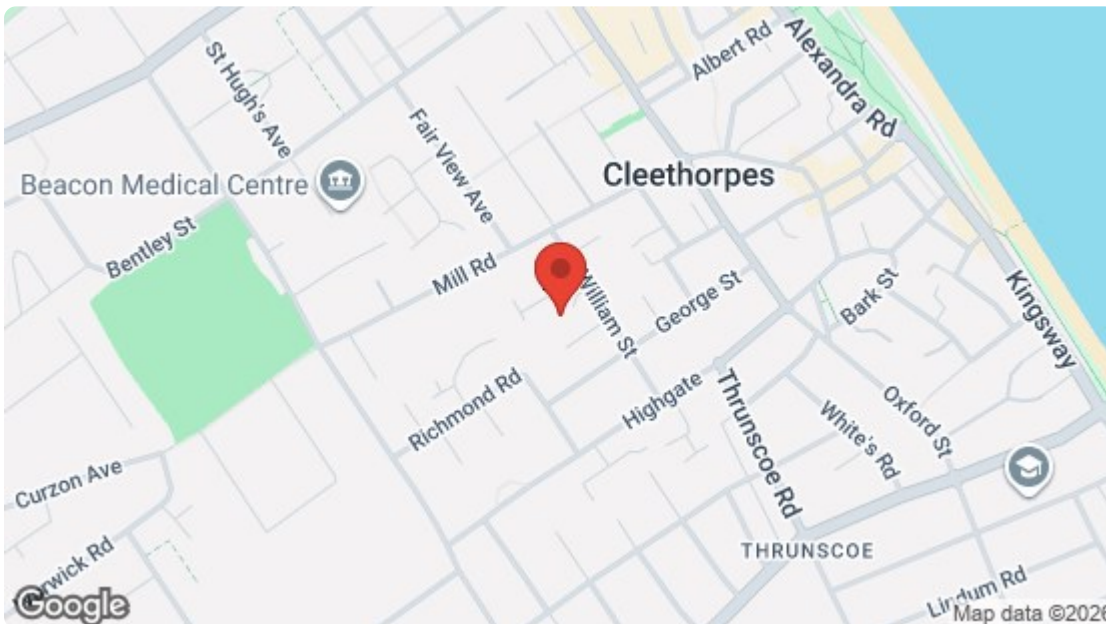 Albert Rd
Alexandra Rd
St Hugh's Ave
Fair View Ave
Cleethorpes
Beacon Medical Centre
Bentley St
Mill Rd
William St
George St
Bark St
Kingsway
Richmond Rd
Highgate
Thrunscoe Rd
White's Rd
Oxford St
Curzon Ave
THRUNSCOE
Lindum Rd
Google
Map data ©2026